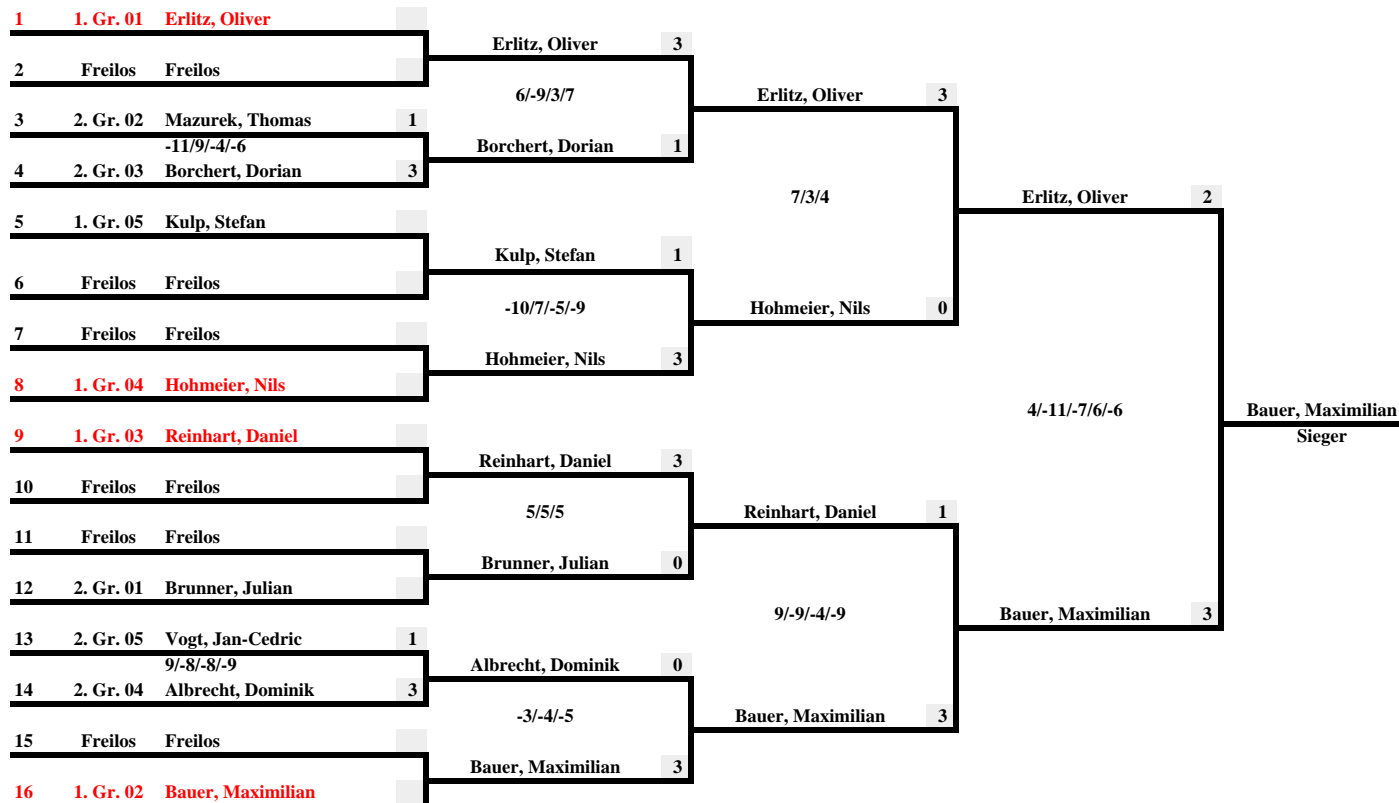 1 1. Gr. 01 Erlitz, Oliver
Erlitz, Oliver 3
2 Freilos Freilos
6/-9/3/7
Erlitz, Oliver 3
3 2. Gr. 02 Mazurek, Thomas 1
-11/9/-4/-6
Borchert, Dorian 1
4 2. Gr. 03 Borchert, Dorian 3
7/3/4
Erlitz, Oliver 2
5 1. Gr. 05 Kulp, Stefan
Kulp, Stefan 1
6 Freilos Freilos
-10/7/-5/-9
Hohmeier, Nils 0
7 Freilos Freilos
Hohmeier, Nils 3
8 1. Gr. 04 Hohmeier, Nils
4/-11/-7/6/-6
Bauer, Maximilian
Sieger
9 1. Gr. 03 Reinhart, Daniel
Reinhart, Daniel 3
10 Freilos Freilos
5/5/5
Reinhart, Daniel 1
11 Freilos Freilos
Brunner, Julian 0
12 2. Gr. 01 Brunner, Julian
9/-9/-4/-9
Bauer, Maximilian 3
13 2. Gr. 05 Vogt, Jan-Cedric 1
9/-8/-8/-9
Albrecht, Dominik 0
14 2. Gr. 04 Albrecht, Dominik 3
-3/-4/-5
Bauer, Maximilian 3
15 Freilos Freilos
Bauer, Maximilian 3
16 1. Gr. 02 Bauer, Maximilian